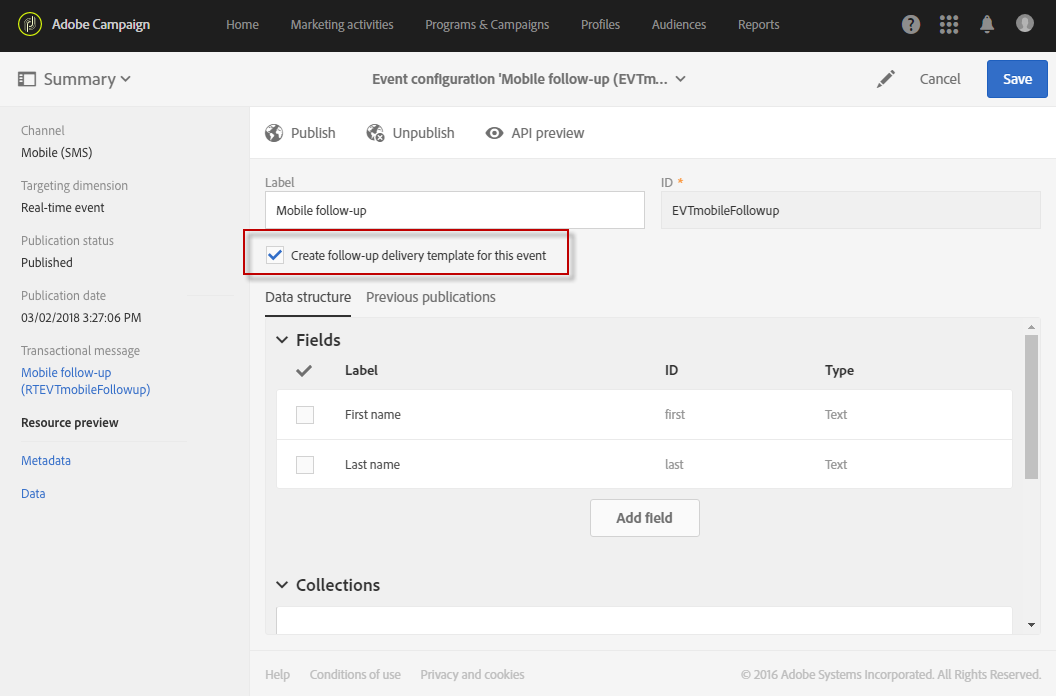 Adobe Campaign Home Marketing activities Programs & Campaigns Profiles Audiences Reports
Summary Event configuration 'Mobile follow-up (EVTm... Cancel Save
Channel
Mobile (SMS)
Targeting dimension
Real-time event
Publication status
Published
Publication date
03/02/2018 3:27:06 PM
Transactional message
Mobile follow-up
(RTEVTmobileFollowup)
Resource preview
Metadata
Data
Publish Unpublish API preview
Label ID *
Mobile follow-up EVTmobileFollowup
Create follow-up delivery template for this event
Data structure Previous publications
Fields
Label ID Type
First name first Text
Last name last Text
Add field
Collections
Help Conditions of use Privacy and cookies © 2016 Adobe Systems Incorporated. All Rights Reserved.